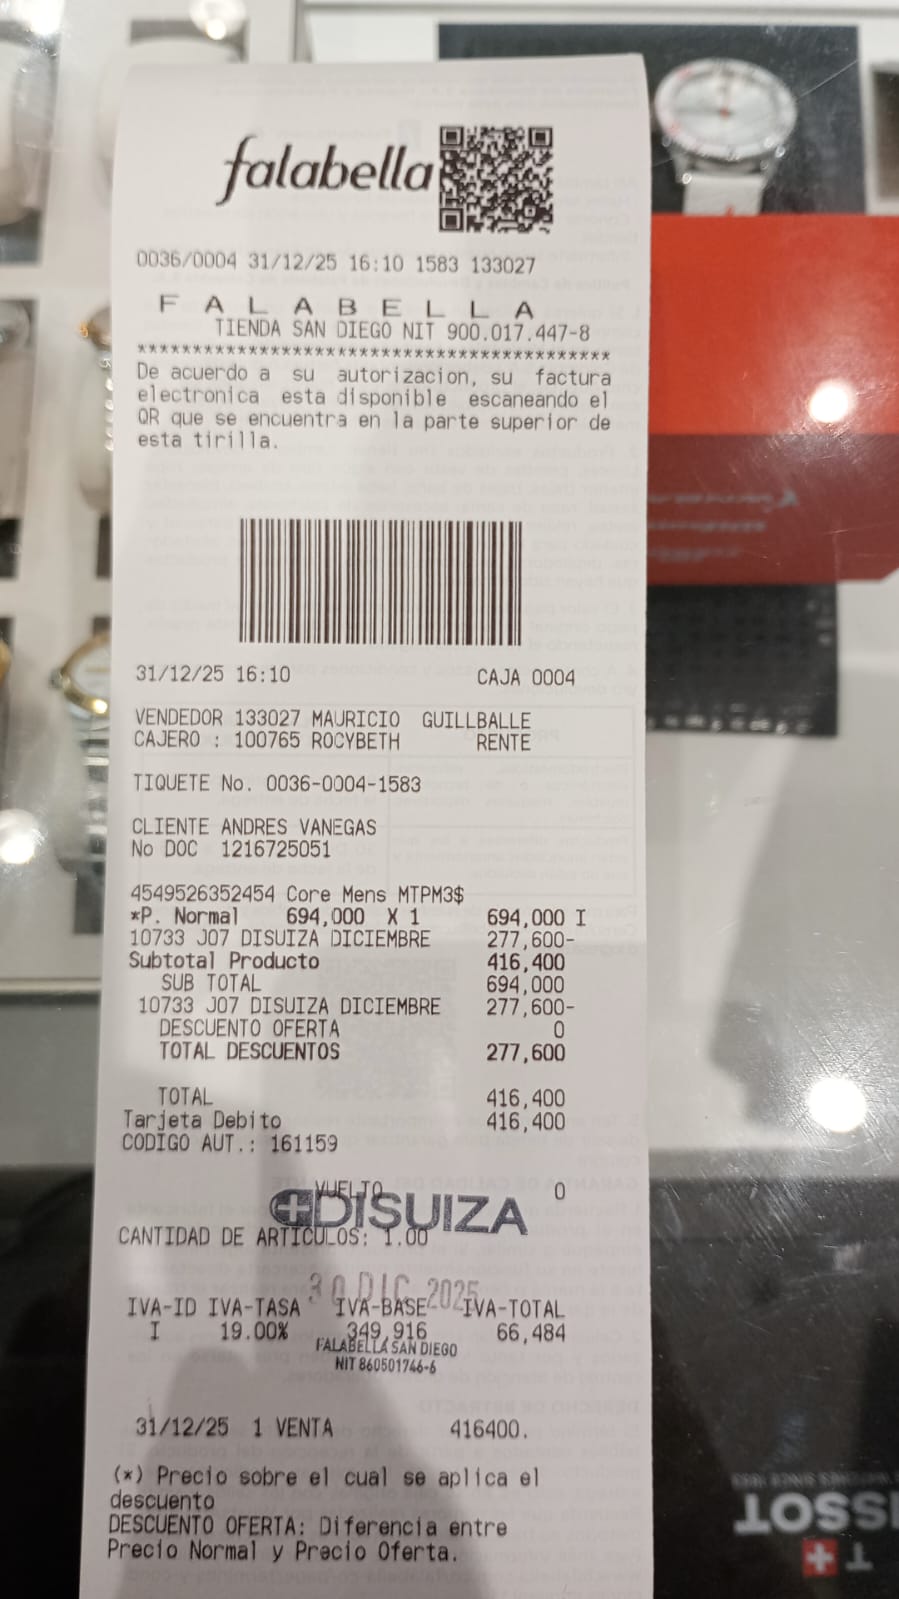 falabella
0036/0004 31/12/25 16:10 1583 133027
F A L A B E L L A
TIENDA SAN DIEGO NIT 900.017.447-8
******************************************
De acuerdo a su autorizacion, su factura
electronica esta disponible escaneando el
QR que se encuentra en la parte superior de
esta tirilla.
31/12/25 16:10 CAJA 0004
VENDEDOR 133027 MAURICIO GUILLBALLE
CAJERO : 100765 ROCYBETH RENTE
TIQUETE No. 0036-0004-1583
CLIENTE ANDRES VANEGAS
No DOC 1216725051
4549526352454 Core Mens MTPM3$
*P. Normal 694,000 X 1 694,000 I
10733 J07 DISUIZA DICIEMBRE 277,600-
Subtotal Producto 416,400
SUB TOTAL 694,000
10733 J07 DISUIZA DICIEMBRE 277,600-
DESCUENTO OFERTA 0
TOTAL DESCUENTOS 277,600
TOTAL 416,400
Tarjeta Debito 416,400
CODIGO AUT.: 161159
VUELTO 0
DISUIZA
CANTIDAD DE ARTICULOS: 1.00
30 DIC 2025
IVA-ID IVA-TASA IVA-BASE IVA-TOTAL
I 19.00% 349,916 66,484
FALABELLA SAN DIEGO
NIT 860501746-6
31/12/25 1 VENTA 416400.
(*) Precio sobre el cual se aplica el
descuento
DESCUENTO OFERTA: Diferencia entre
Precio Normal y Precio Oferta.
TISSOT